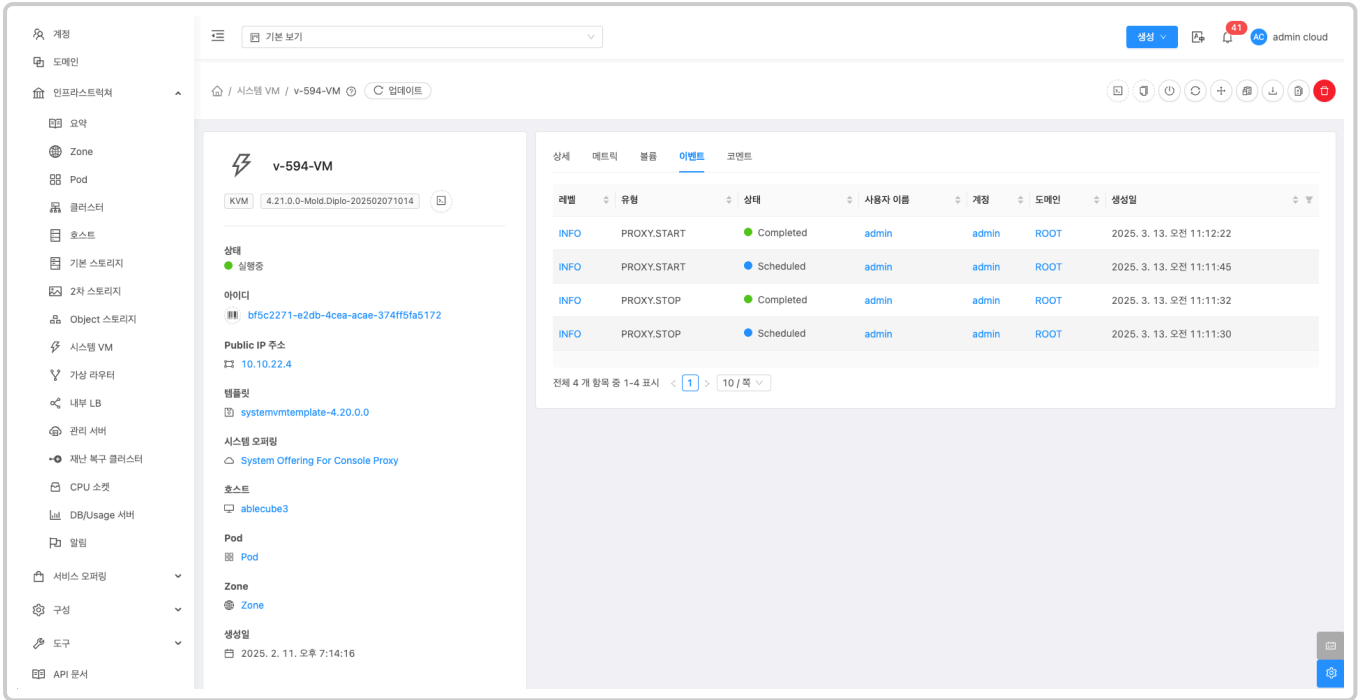 계정
도메인
인프라스트럭쳐
요약
Zone
Pod
클러스터
호스트
기본 스토리지
2차 스토리지
Object 스토리지
시스템 VM
가상 라우터
내부 LB
관리 서버
재난 복구 클러스터
CPU 소켓
DB/Usage 서버
알림
서비스 오퍼링
구성
도구
API 문서
기본 보기
생성
41
AC admin cloud
/ 시스템 VM / v-594-VM 업데이트
v-594-VM
KVM 4.21.0.0-Mold.Diplo-202502071014
상태
실행중
아이디
bf5c2271-e2db-4cea-acae-374ff5fa5172
Public IP 주소
10.10.22.4
템플릿
systemvmtemplate-4.20.0.0
시스템 오퍼링
System Offering For Console Proxy
호스트
ablecube3
Pod
Pod
Zone
Zone
생성일
2025. 2. 11. 오후 7:14:16
상세 메트릭 볼륨 이벤트 코멘트
레벨 유형 상태 사용자 이름 계정 도메인 생성일
INFO PROXY.START Completed admin admin ROOT 2025. 3. 13. 오전 11:12:22
INFO PROXY.START Scheduled admin admin ROOT 2025. 3. 13. 오전 11:11:45
INFO PROXY.STOP Completed admin admin ROOT 2025. 3. 13. 오전 11:11:32
INFO PROXY.STOP Scheduled admin admin ROOT 2025. 3. 13. 오전 11:11:30
전체 4 개 항목 중 1-4 표시 < 1 > 10 / 쪽